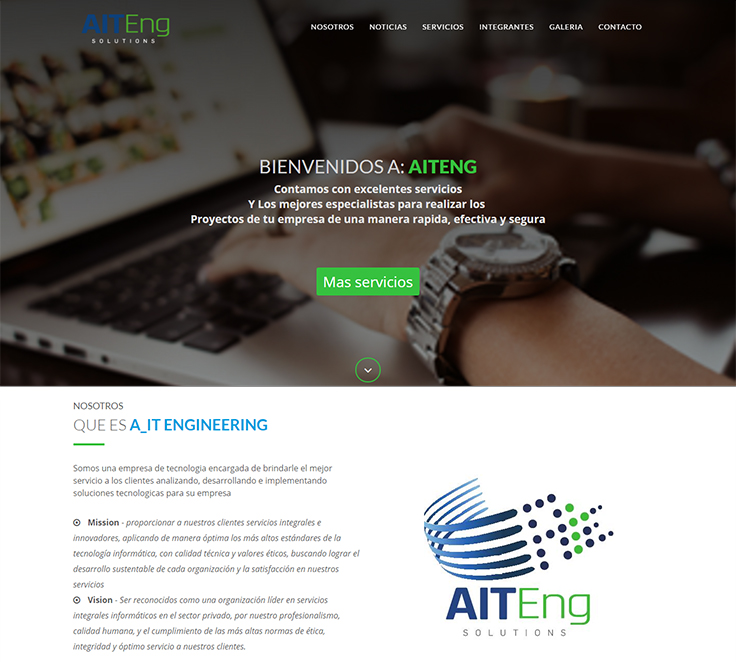 AITEng
SOLUTIONS
NOSOTROS NOTICIAS SERVICIOS INTEGRANTES GALERIA CONTACTO
BIENVENIDOS A: AITENG
Contamos con excelentes servicios
Y Los mejores especialistas para realizar los
Proyectos de tu empresa de una manera rapida, efectiva y segura
Mas servicios
NOSOTROS
QUE ES A_IT ENGINEERING
Somos una empresa de tecnologia encargada de brindarle el mejor
servicio a los clientes analizando, desarrollando e implementando
soluciones tecnologicas para su empresa
Mission - proporcionar a nuestros clientes servicios integrales e
innovadores, aplicando de manera óptima los más altos estándares de la
tecnología informática, con calidad técnica y valores éticos, buscando lograr el
desarrollo sustentable de cada organización y la satisfacción en nuestros
servicios
Vision - Ser reconocidos como una organización líder en servicios
integrales informáticos en el sector privado, por nuestro profesionalismo,
calidad humana, y el cumplimiento de las más altas normas de ética,
integridad y óptimo servicio a nuestros clientes.
AITEng
SOLUTIONS